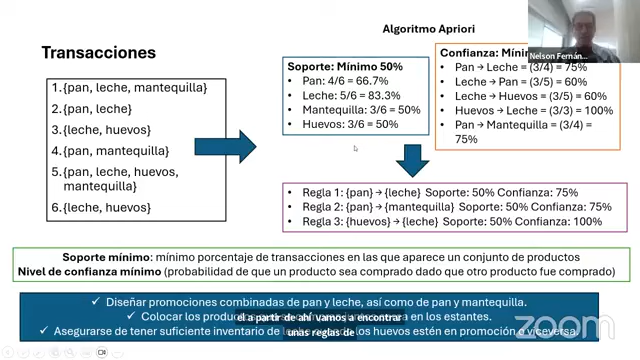 Algoritmo Apriori
Transacciones
1.{pan, leche, mantequilla}
2.{pan, leche}
3.{leche, huevos}
4.{pan, mantequilla}
5.{pan, leche, huevos,
mantequilla}
6.{leche, huevos}
Soporte: Mínimo 50%
• Pan: 4/6 = 66.7%
• Leche: 5/6 = 83.3%
• Mantequilla: 3/6 = 50%
• Huevos: 3/6 = 50%
Nelson Fernán...
Confianza: Míni
• Pan → Leche = (3/4) = 75%
• Leche → Pan = (3/5) = 60%
• Leche → Huevos = (3/5) = 60%
• Huevos → Leche = (3/3) = 100%
• Pan → Mantequilla = (3/4) =
75%
• Regla 1: {pan} → {leche} Soporte: 50% Confianza: 75%
• Regla 2: {pan} → {mantequilla} Soporte: 50% Confianza: 75%
• Regla 3: {huevos} → {leche} Soporte: 50% Confianza: 100%
Soporte mínimo: mínimo porcentaje de transacciones en las que aparece un conjunto de productos
Nivel de confianza mínimo (probabilidad de que un producto sea comprado dado que otro producto fue comprado)
✓ Diseñar promociones combinadas de pan y leche, así como de pan y mantequilla.
✓ Colocar los en los estantes.
✓ Asegurarse de tener suficiente inventario de os huevos estén en promoción o viceversa.
el a partir de ahí vamos a encontrar
unas reglas de
zoom